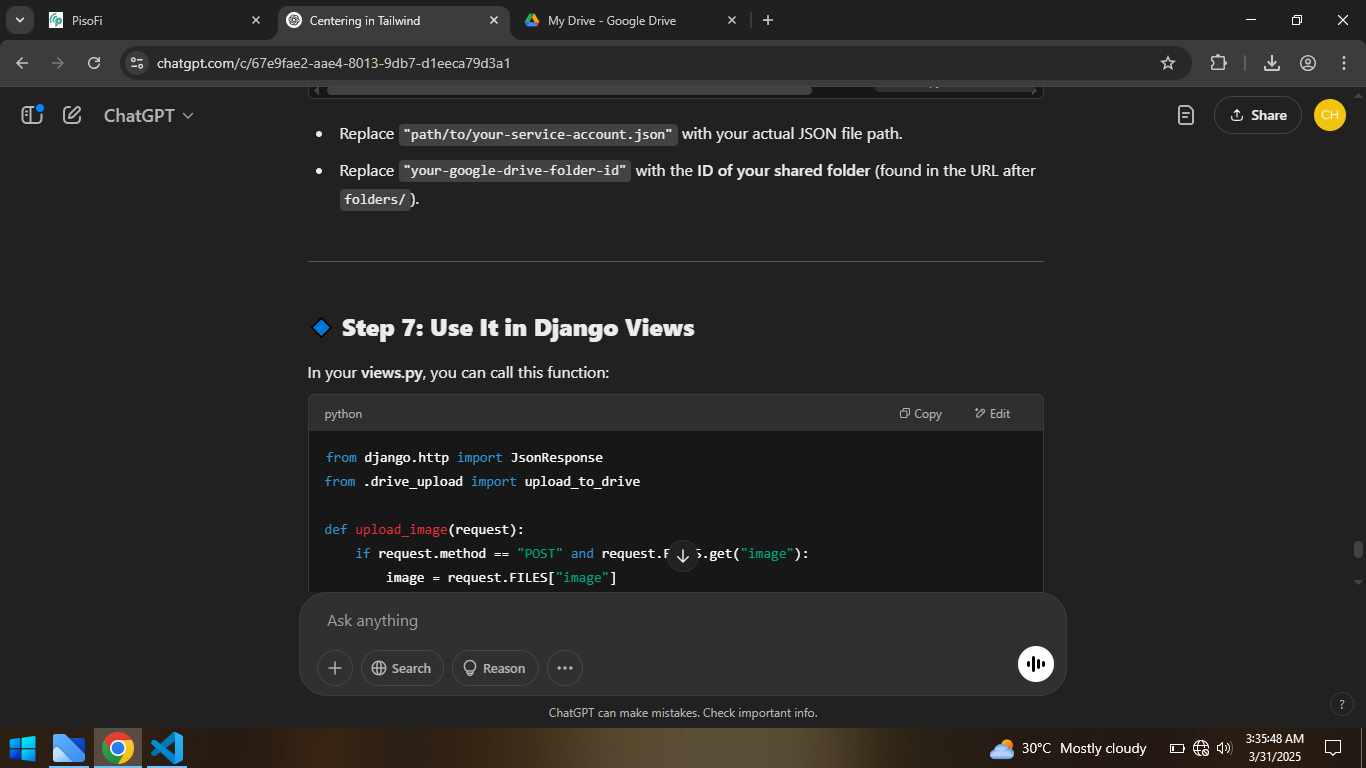 PisoFi
Centering in Tailwind
My Drive - Google Drive
chatgpt.com/c/67e9fae2-aae4-8013-9db7-d1eeca79d3a1
ChatGPT
Share
CH
Replace "path/to/your-service-account.json" with your actual JSON file path.
Replace "your-google-drive-folder-id" with the ID of your shared folder (found in the URL after
folders/ ).
Step 7: Use It in Django Views
In your views.py, you can call this function:
python
Copy
Edit
from django.http import JsonResponse
from .drive_upload import upload_to_drive
def upload_image(request):
if request.method == "POST" and .get("image"):
image = request.FILES["image"]
Ask anything
Search
Reason
ChatGPT can make mistakes. Check important info.
?
30°C Mostly cloudy
3:35:48 AM
3/31/2025